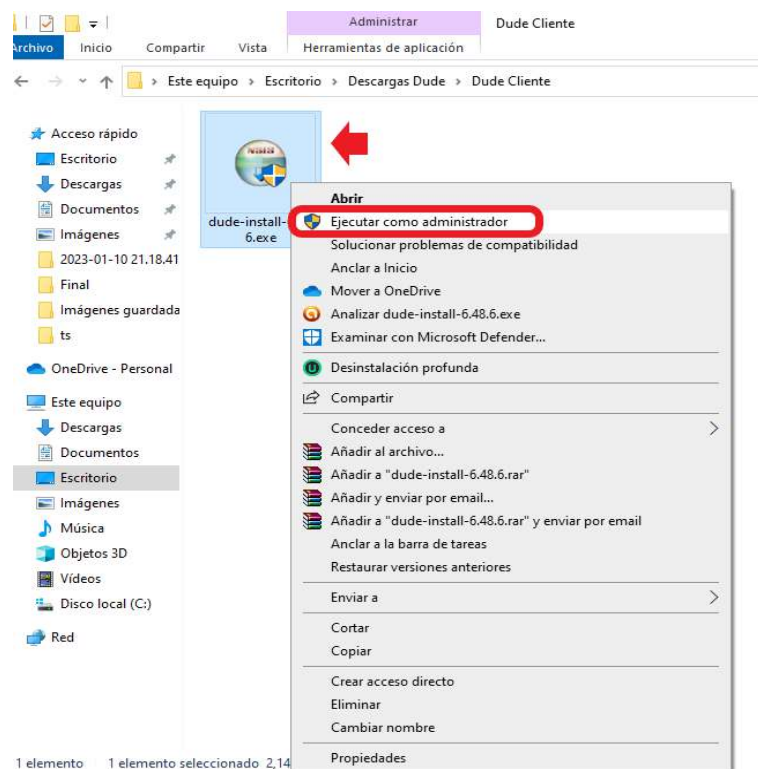 Administrar
Dude Cliente
Archivo Inicio Compartir Vista Herramientas de aplicación
Este equipo > Escritorio > Descargas Dude > Dude Cliente
Acceso rápido
Escritorio
Descargas
Documentos
Imágenes
2023-01-10 21.18.41
Final
Imágenes guardada
ts
OneDrive - Personal
Este equipo
Descargas
Documentos
Escritorio
Imágenes
Música
Objetos 3D
Vídeos
Disco local (C:)
Red
NSIS
dude-install-
6.exe
Abrir
Ejecutar como administrador
Solucionar problemas de compatibilidad
Anclar a Inicio
Mover a OneDrive
Analizar dude-install-6.48.6.exe
Examinar con Microsoft Defender...
Desinstalación profunda
Compartir
Conceder acceso a
Añadir al archivo...
Añadir a "dude-install-6.48.6.rar"
Añadir y enviar por email...
Añadir a "dude-install-6.48.6.rar" y enviar por email
Anclar a la barra de tareas
Restaurar versiones anteriores
Enviar a
Cortar
Copiar
Crear acceso directo
Eliminar
Cambiar nombre
Propiedades
1 elemento 1 elemento seleccionado 2,14